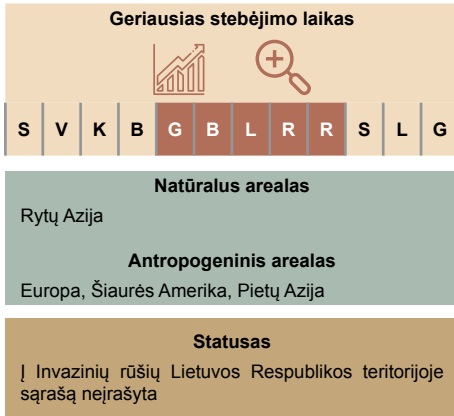 Geriausias stebėjimo laikas
S V K B G B L R R S L G
Natūralus arealas
Rytų Azija
Antropogeninis arealas
Europa, Šiaurės Amerika, Pietų Azija
Statusas
Į Invazinių rūšių Lietuvos Respublikos teritorijoje
sąrašą neįrašyta